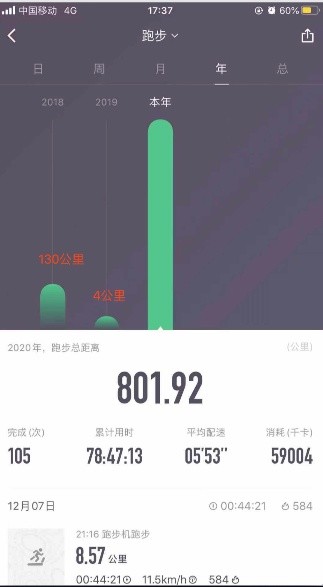 中国移动 4G 17:37 60%
跑步
日 周 月 年 总
2018 2019 本年
130公里
4公里
2020年，跑步总距离 (公里)
801.92
完成(次) 累计用时 平均配速 消耗(千卡)
105 78:47:13 05'53" 59004
12月07日 00:44:21 584
21:16 跑步机跑步
8.57 公里
00:44:21 11.5km/h 584